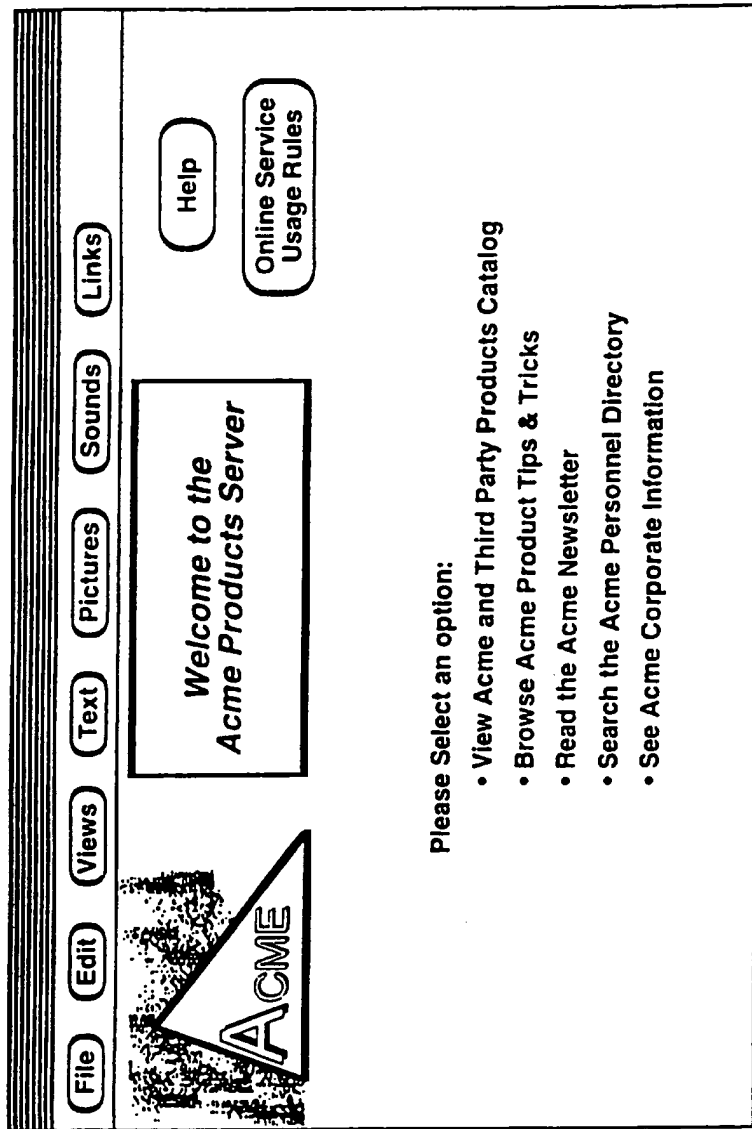 File Edit Views Text Pictures Sounds Links
ACME
Welcome to the
Acme Products Server
Help
Online Service
Usage Rules
Please Select an option:
• View Acme and Third Party Products Catalog
• Browse Acme Product Tips & Tricks
• Read the Acme Newsletter
• Search the Acme Personnel Directory
• See Acme Corporate Information